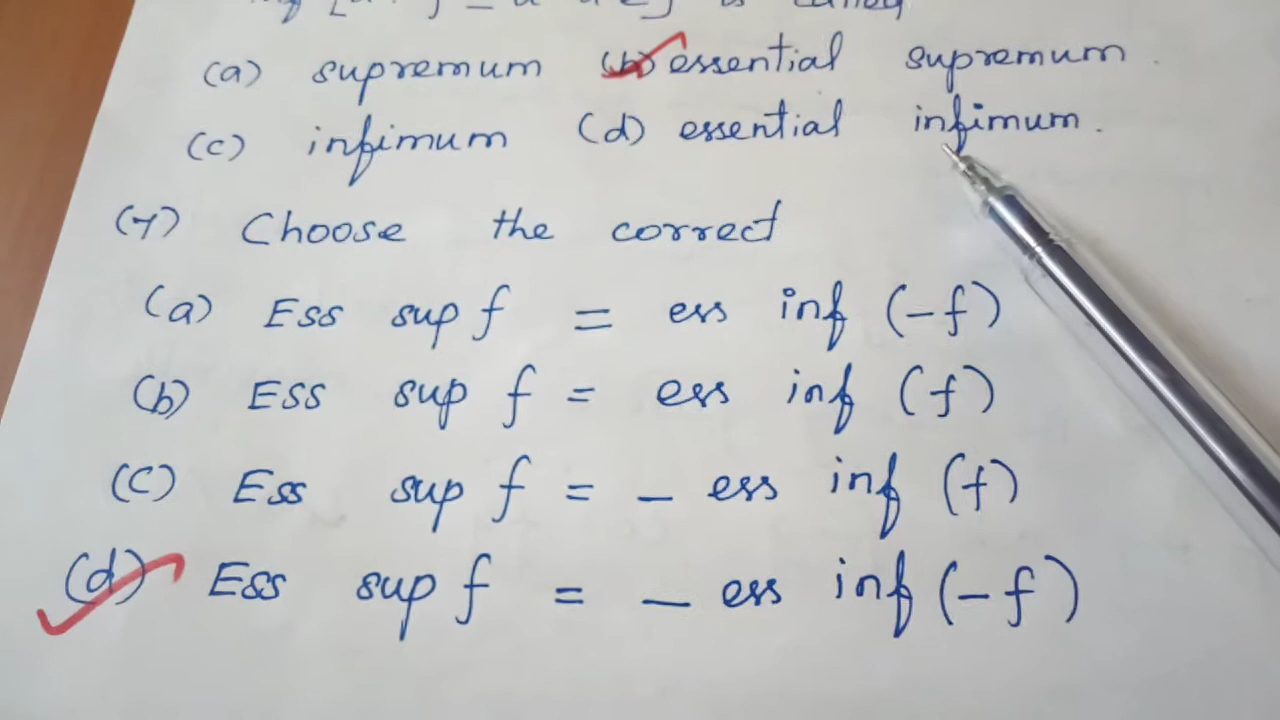 (a) supremum (b) essential supremum.
(c) infimum (d) essential infimum.
(7) Choose the correct
(a) Ess sup f = ess inf (-f)
(b) Ess sup f = ess inf (f)
(c) Ess sup f = - ess inf (f)
(d) Ess sup f = - ess inf (-f)